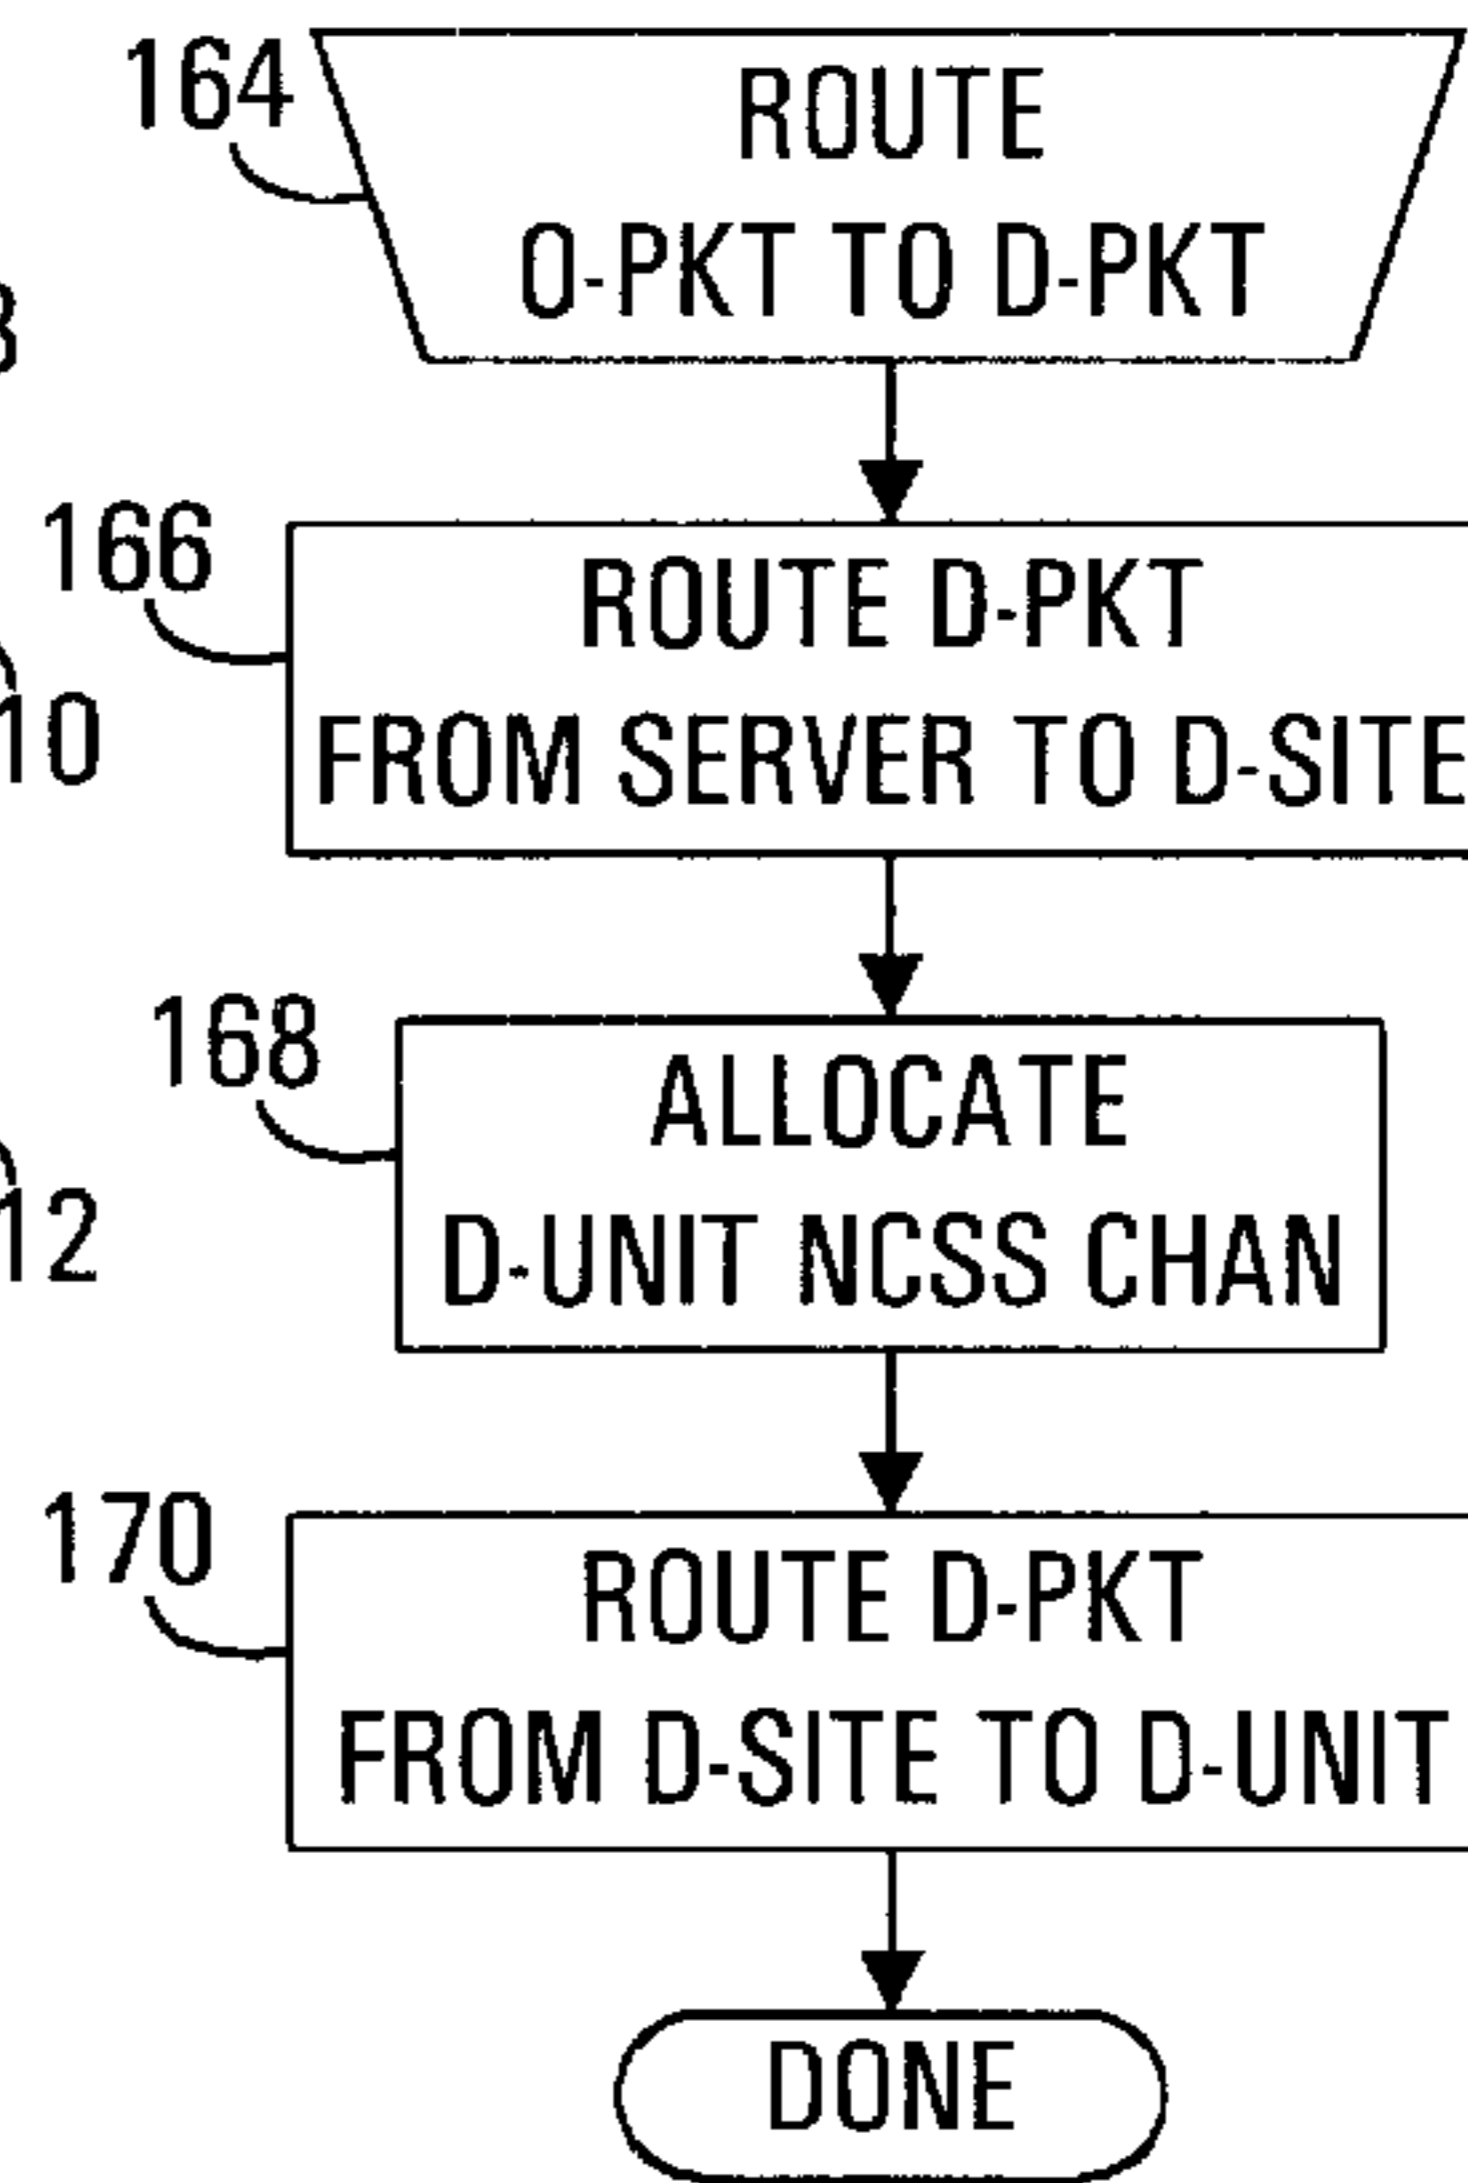 164
ROUTE
O-PKT TO D-PKT
166
ROUTE D-PKT
FROM SERVER TO D-SITE
10
168
ALLOCATE
D-UNIT NCSS CHAN
12
170
ROUTE D-PKT
FROM D-SITE TO D-UNIT
DONE